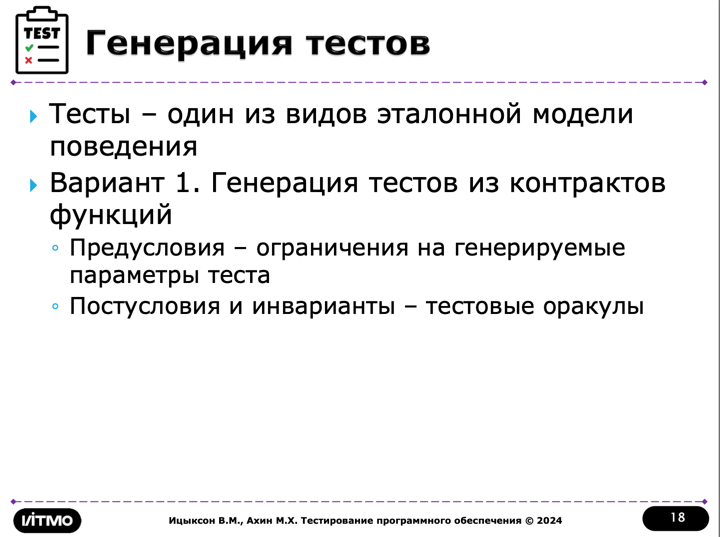 TEST
Генерация тестов
Тесты – один из видов эталонной модели
поведения
Вариант 1. Генерация тестов из контрактов
функций
Предусловия – ограничения на генерируемые
параметры теста
Постусловия и инварианты – тестовые оракулы
ИТМО
Ицыксон В.М., Ахин М.Х. Тестирование программного обеспечения © 2024
18